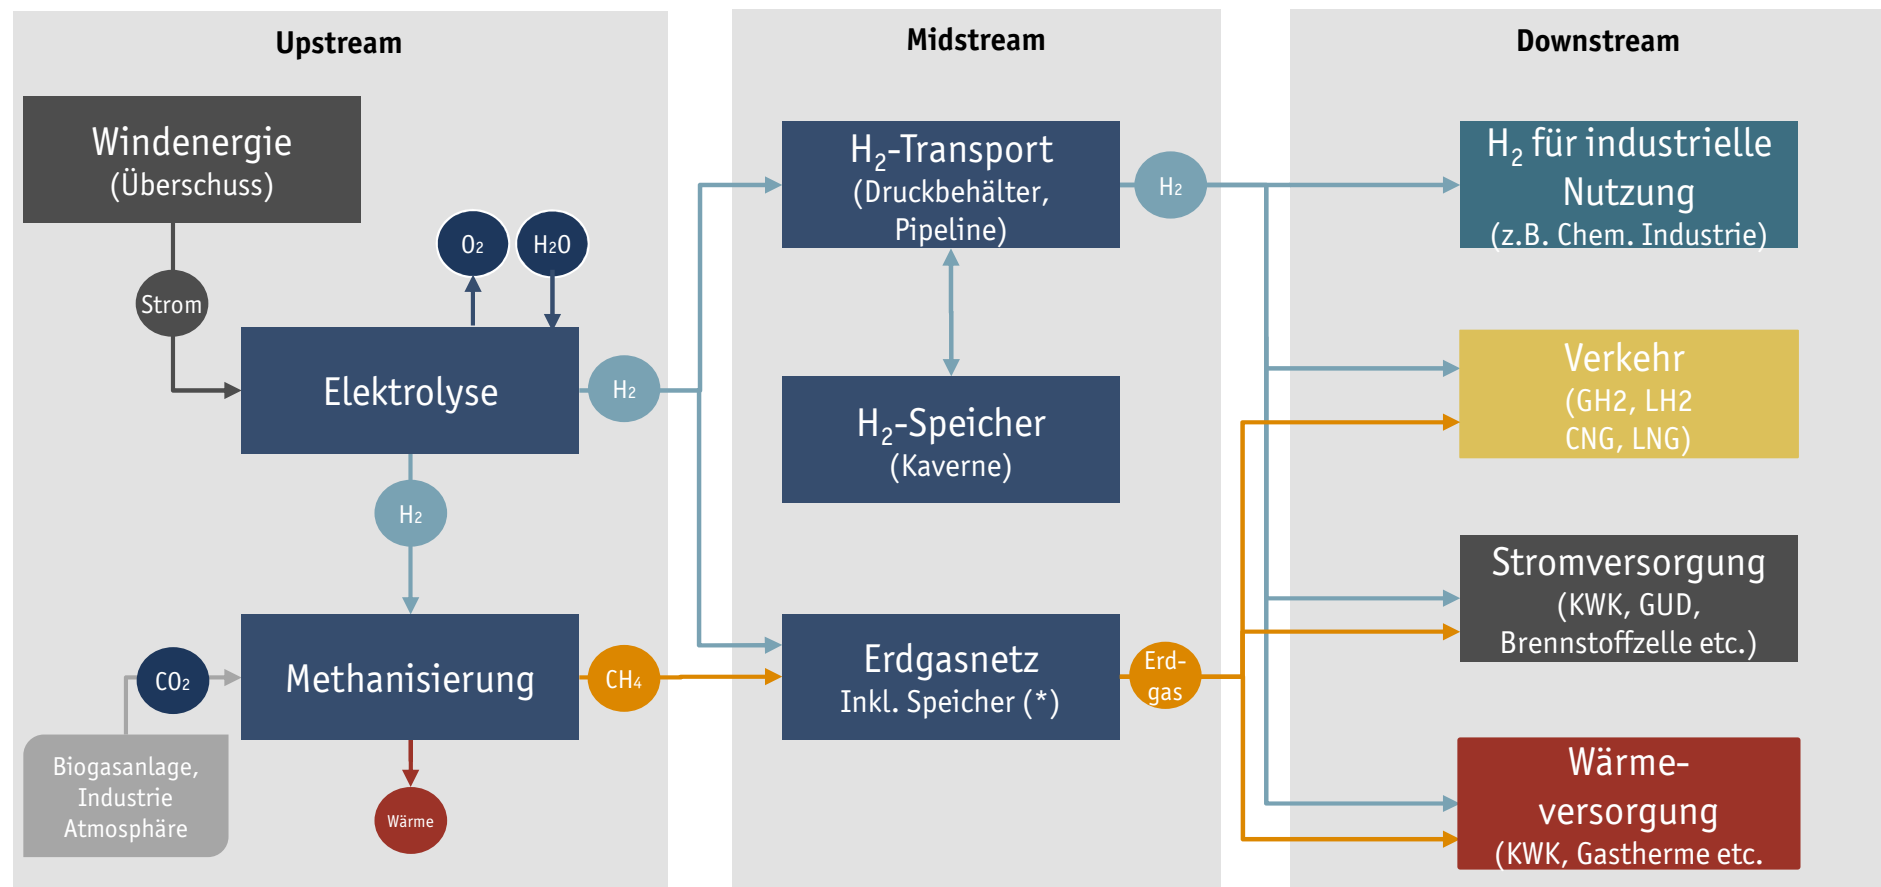 Upstream
Windenergie
(Überschuss)
Strom
O2
H2O
Elektrolyse
H2
H2
CO2
Methanisierung
CH4
Biogasanlage,
Industrie
Atmosphäre
Wärme
Midstream
H2-Transport
(Druckbehälter,
Pipeline)
H2
H2-Speicher
(Kaverne)
Erdgasnetz
Inkl. Speicher (*)
Erd-
gas
Downstream
H2 für industrielle
Nutzung
(z.B. Chem. Industrie)
Verkehr
(GH2, LH2
CNG, LNG)
Stromversorgung
(KWK, GUD,
Brennstoffzelle etc.)
Wärme-
versorgung
(KWK, Gastherme etc.